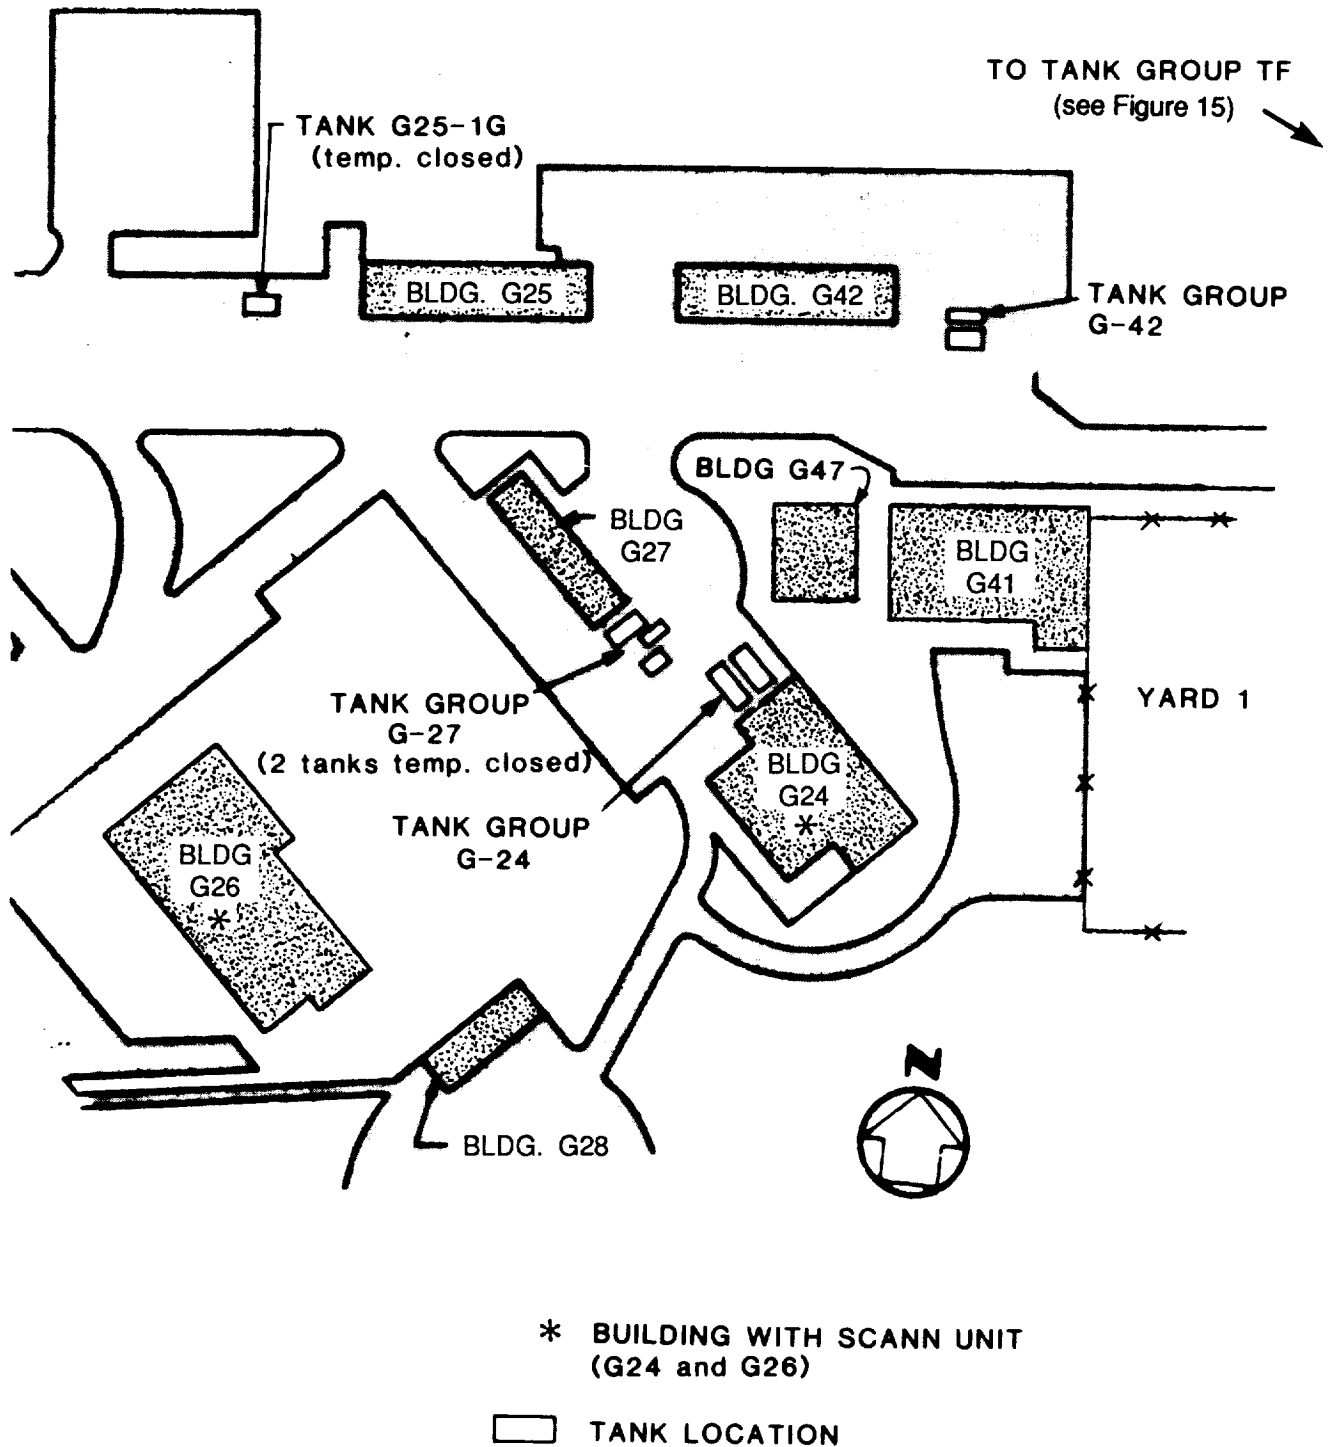 TO TANK GROUP TF
(see Figure 15)
TANK G25-1G
(temp. closed)
BLDG. G25
BLDG. G42
TANK GROUP
G-42
BLDG G47
BLDG
G27
BLDG
G41
TANK GROUP
G-27
(2 tanks temp. closed)
YARD 1
BLDG
G24
*
TANK GROUP
G-24
BLDG
G26
*
N
BLDG. G28
* BUILDING WITH SCANN UNIT
(G24 and G26)
TANK LOCATION